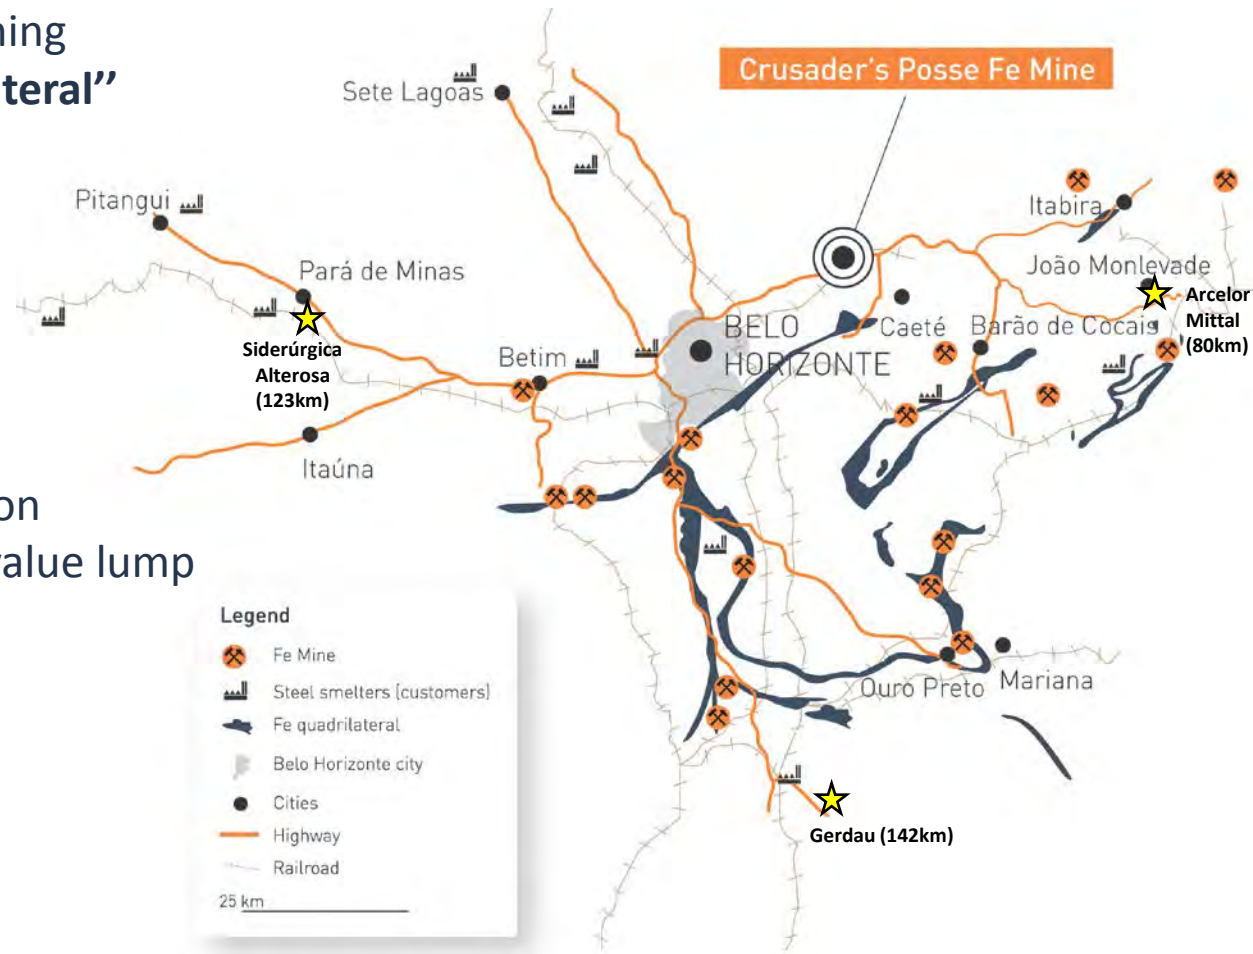 ning
teral”
Crusader's Posse Fe Mine
Sete Lagoas
Pitangui
Itabira
Pará de Minas
João Monlevade
Arcelor
Mittal
(80km)
BELO
HORIZONTE
Caeté
Barão de Cocais
Siderúrgica
Alterosa
(123km)
Betim
Itaúna
on
value lump
Legend
Fe Mine
Steel smelters (customers)
Fe quadrilateral
Belo Horizonte city
Cities
Highway
Railroad
25 km
Ouro Preto
Mariana
Gerdau (142km)